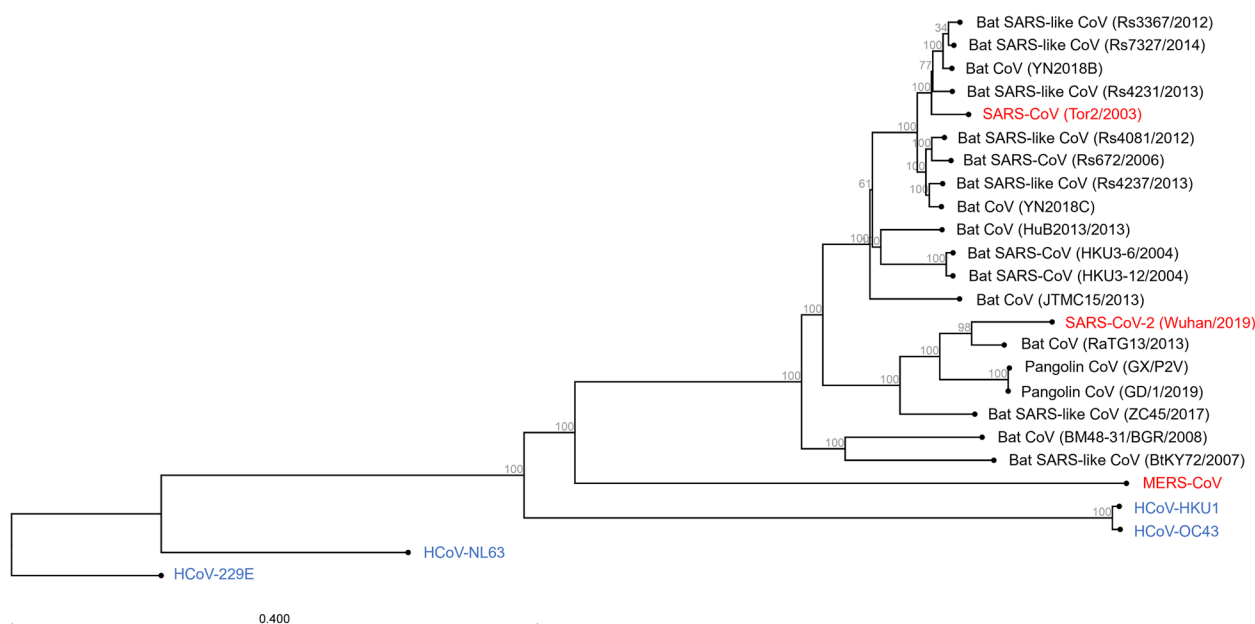 34
Bat SARS-like CoV (Rs3367/2012)
100
Bat SARS-like CoV (Rs7327/2014)
77
Bat CoV (YN2018B)
100
Bat SARS-like CoV (Rs4231/2013)
SARS-CoV (Tor2/2003)
100
Bat SARS-like CoV (Rs4081/2012)
100
Bat SARS-CoV (Rs672/2006)
100
Bat SARS-like CoV (Rs4237/2013)
61
100
Bat CoV (YN2018C)
Bat CoV (HuB2013/2013)
100
Bat SARS-CoV (HKU3-6/2004)
100
Bat SARS-CoV (HKU3-12/2004)
Bat CoV (JTMC15/2013)
100
SARS-CoV-2 (Wuhan/2019)
98
Bat CoV (RaTG13/2013)
100
Pangolin CoV (GX/P2V)
100
100
100
Pangolin CoV (GD/1/2019)
Bat SARS-like CoV (ZC45/2017)
100
Bat CoV (BM48-31/BGR/2008)
100
Bat SARS-like CoV (BtKY72/2007)
100
MERS-CoV
HCoV-HKU1
100
HCoV-OC43
HCoV-NL63
HCoV-229E
0.400